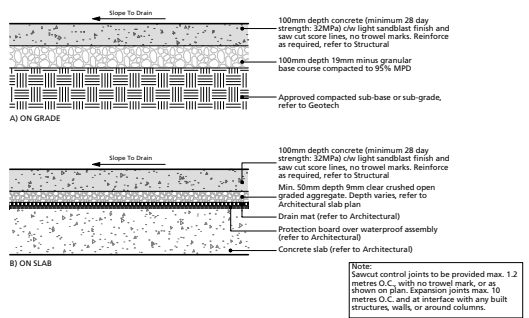 Slope To Drain
100mm depth concrete (minimum 28 day
strength: 32MPa) c/w light sandblast finish and
saw cut score lines, no trowel marks. Reinforce
as required, refer to Structural
100mm depth 19mm minus granular
base course compacted to 95% MPD
Approved compacted sub-base or sub-grade,
refer to Geotech
A) ON GRADE
Slope To Drain
100mm depth concrete (minimum 28 day
strength: 32MPa) c/w light sandblast finish and
saw cut score lines, no trowel marks. Reinforce
as required, refer to Structural
Min. 50mm depth 9mm clear crushed open
graded aggregate. Depth varies, refer to
Architectural slab plan
Drain mat (refer to Architectural)
Protection board over waterproof assembly
(refer to Architectural)
Concrete slab (refer to Architectural)
B) ON SLAB
Note:
Sawcut control joints to be provided max. 1.2
metres O.C., with no trowel mark, or as
shown on plan. Expansion joints max. 10
metres O.C. and at interface with any built
structures, walls, or around columns.